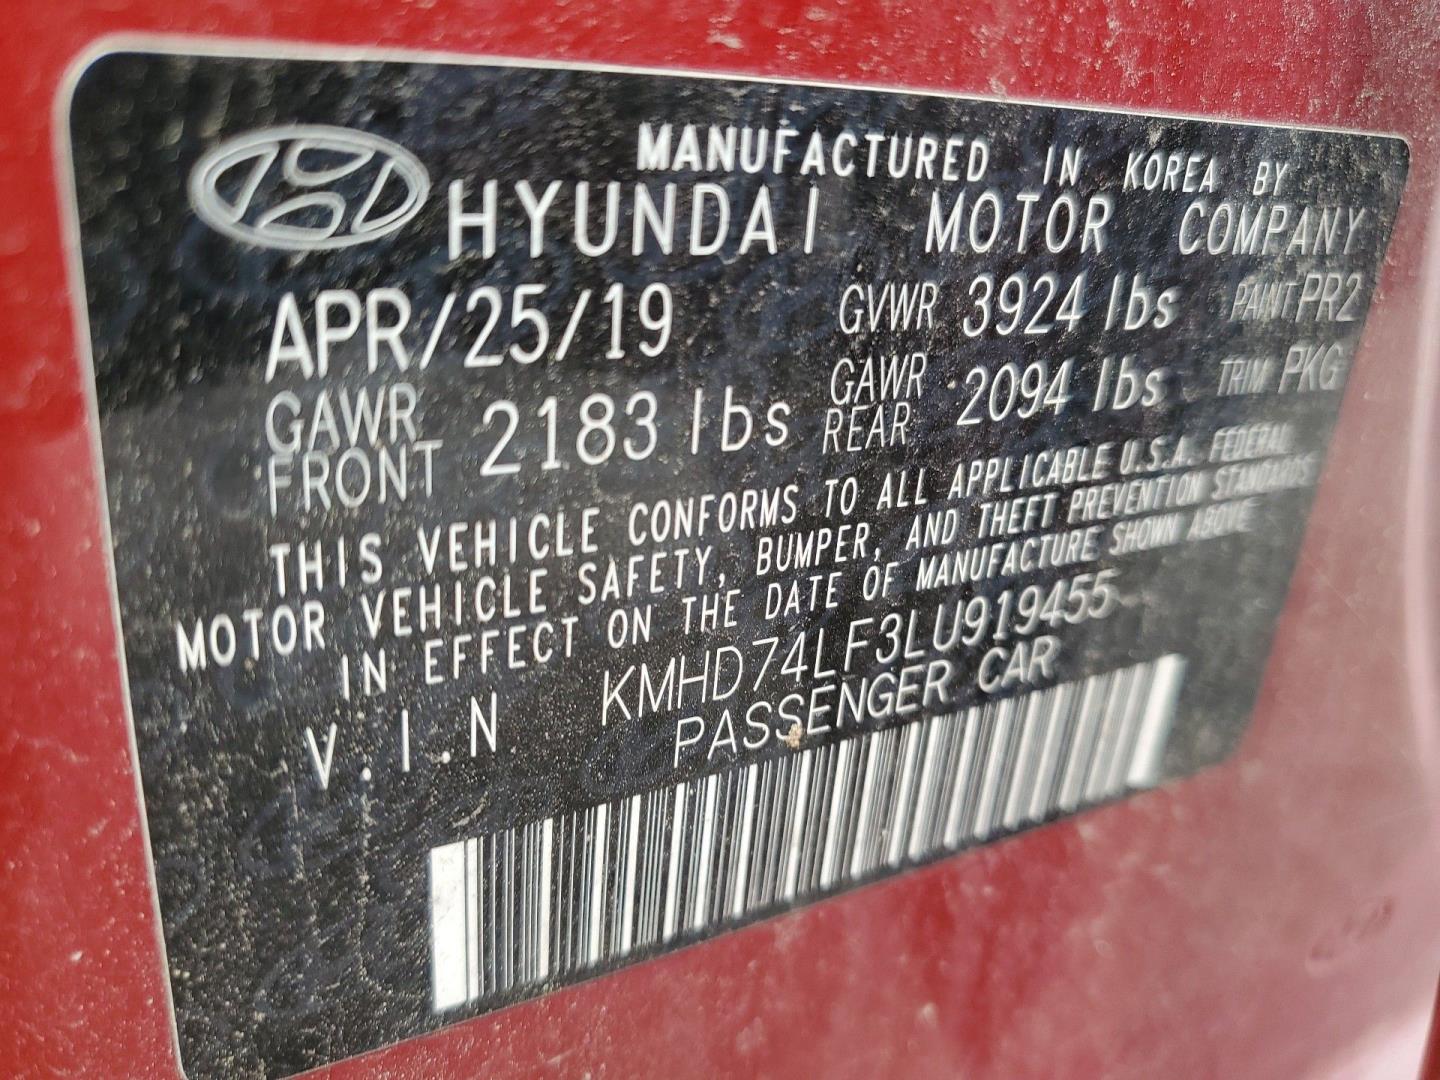 MANUFACTURED IN KOREA BY
HYUNDAI MOTOR COMPANY
APR/25/19 GVWR 3924 lbs PAINT PR2
GAWR FRONT 2183 lbs GAWR REAR 2094 lbs TRIM PKG
THIS VEHICLE CONFORMS TO ALL APPLICABLE U.S.A. FEDERAL
MOTOR VEHICLE SAFETY, BUMPER, AND THEFT PREVENTION STANDARDS
IN EFFECT ON THE DATE OF MANUFACTURE SHOWN ABOVE
V.I.N KMHD74LF3LU919455
PASSENGER CAR